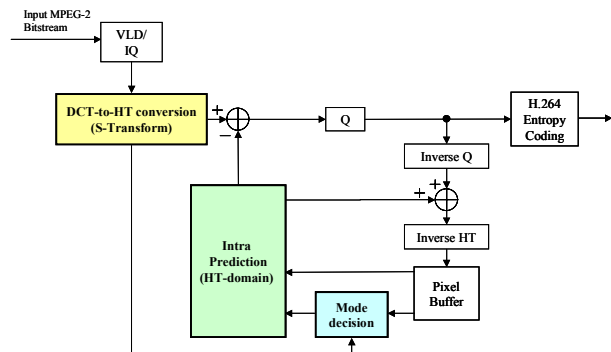 Input MPEG-2
Bitstream
VLD/
IQ
DCT-to-HT conversion
(S-Transform)
+
−
Q
H.264
Entropy
Coding
Inverse Q
+
+
Inverse HT
Intra
Prediction
(HT-domain)
Pixel
Buffer
Mode
decision